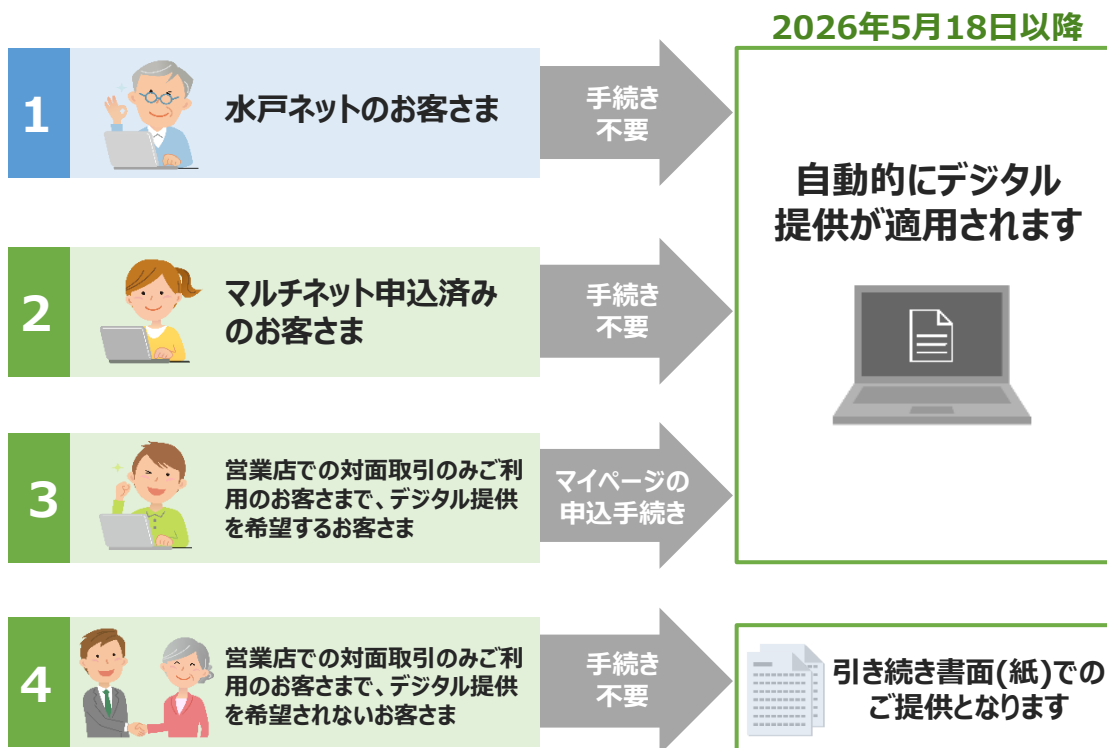 2026年5月18日以降
1
水戸ネットのお客さま
手続き
不要
自動的にデジタル
提供が適用されます
2
マルチネット申込済み
のお客さま
手続き
不要
3
営業店での対面取引のみご利
用のお客さまで、デジタル提供
を希望するお客さま
マイページの
申込手続き
4
営業店での対面取引のみご利
用のお客さまで、デジタル提供
を希望されないお客さま
手続き
不要
引き続き書面(紙)での
ご提供となります